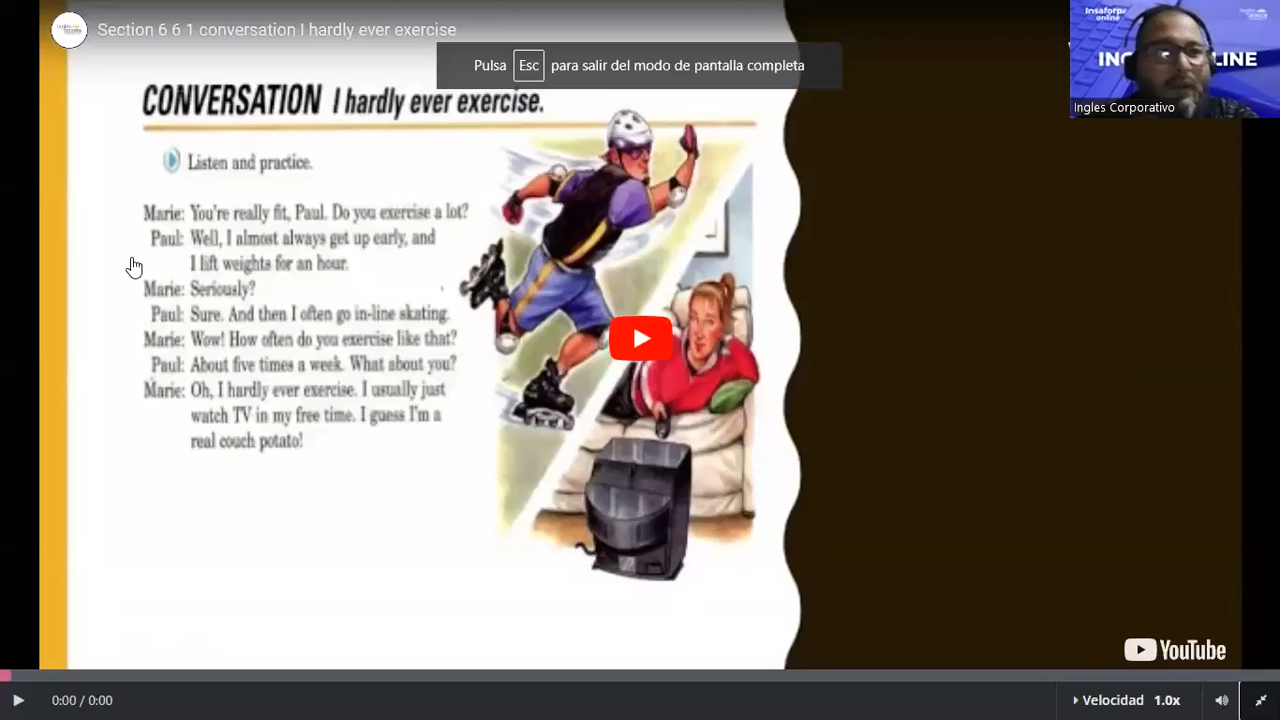 Section 6 6 1 conversation I hardly ever exercise
Pulsa Esc para salir del modo de pantalla completa
Insaforp
online
Ingles Corporativo
CONVERSATION I hardly ever exercise.
Listen and practice.
Marie: You're really fit, Paul. Do you exercise a lot?
Paul: Well, I almost always get up early, and
I lift weights for an hour.
Marie: Seriously?
Paul: Sure. And then I often go in-line skating.
Marie: Wow! How often do you exercise like that?
Paul: About five times a week. What about you?
Marie: Oh, I hardly ever exercise. I usually just
watch TV in my free time. I guess I'm a
real couch potato!
YouTube
0:00 / 0:00
Velocidad 1.0x